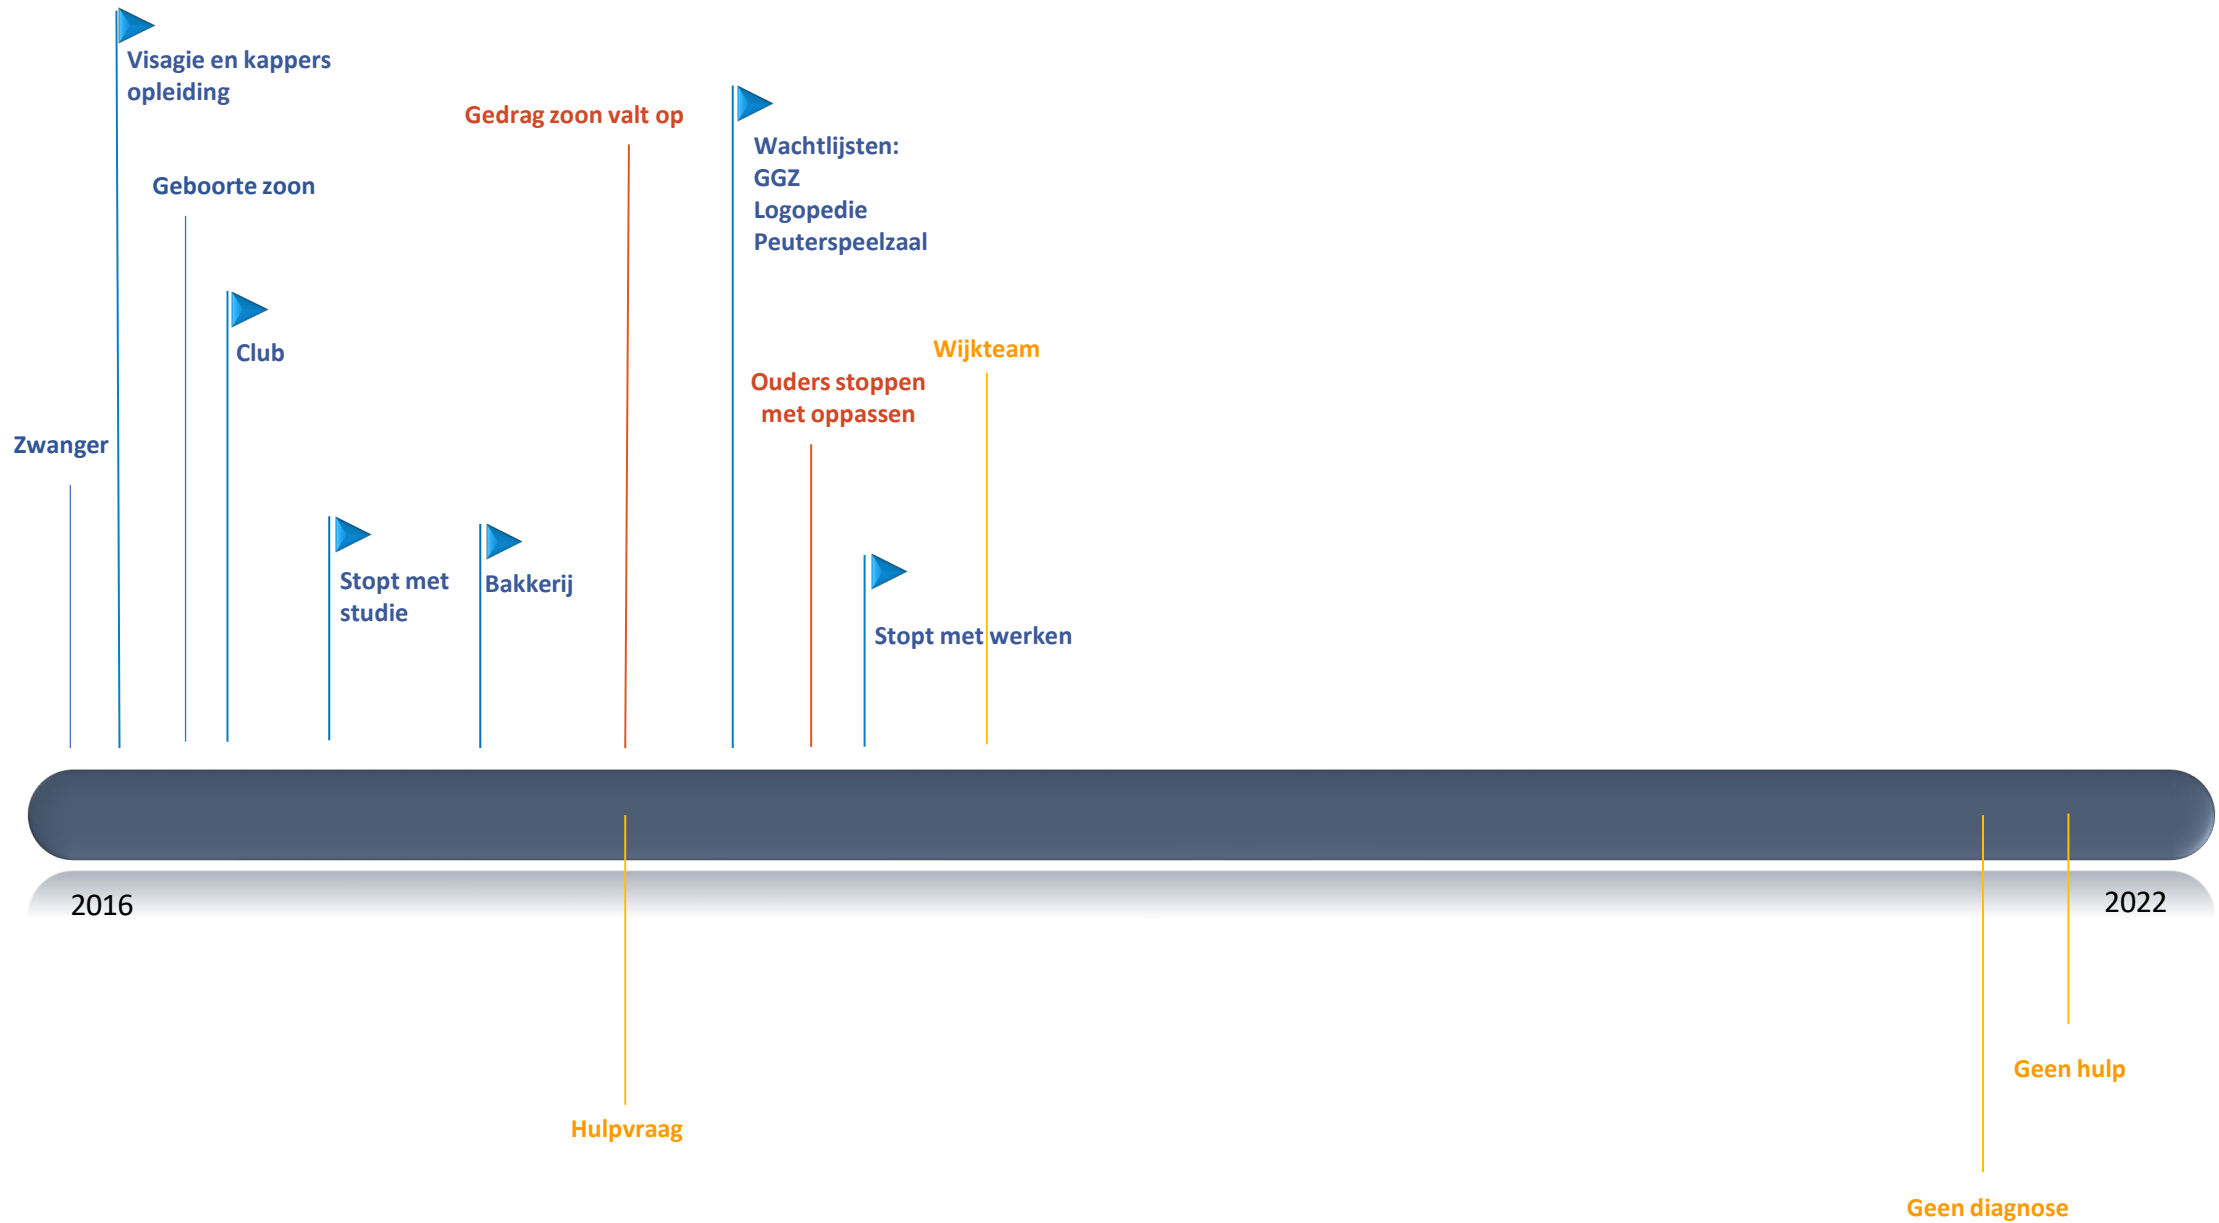 Visagie en kappers
opleiding
Gedrag zoon valt op
Wachtlijsten:
GGZ
Logopedie
Peuterspeelzaal
Geboorte zoon
Club
Wijkteam
Ouders stoppen
met oppassen
Zwanger
Stopt met
studie
Bakkerij
Stopt met werken
2016
2022
Geen hulp
Hulpvraag
Geen diagnose